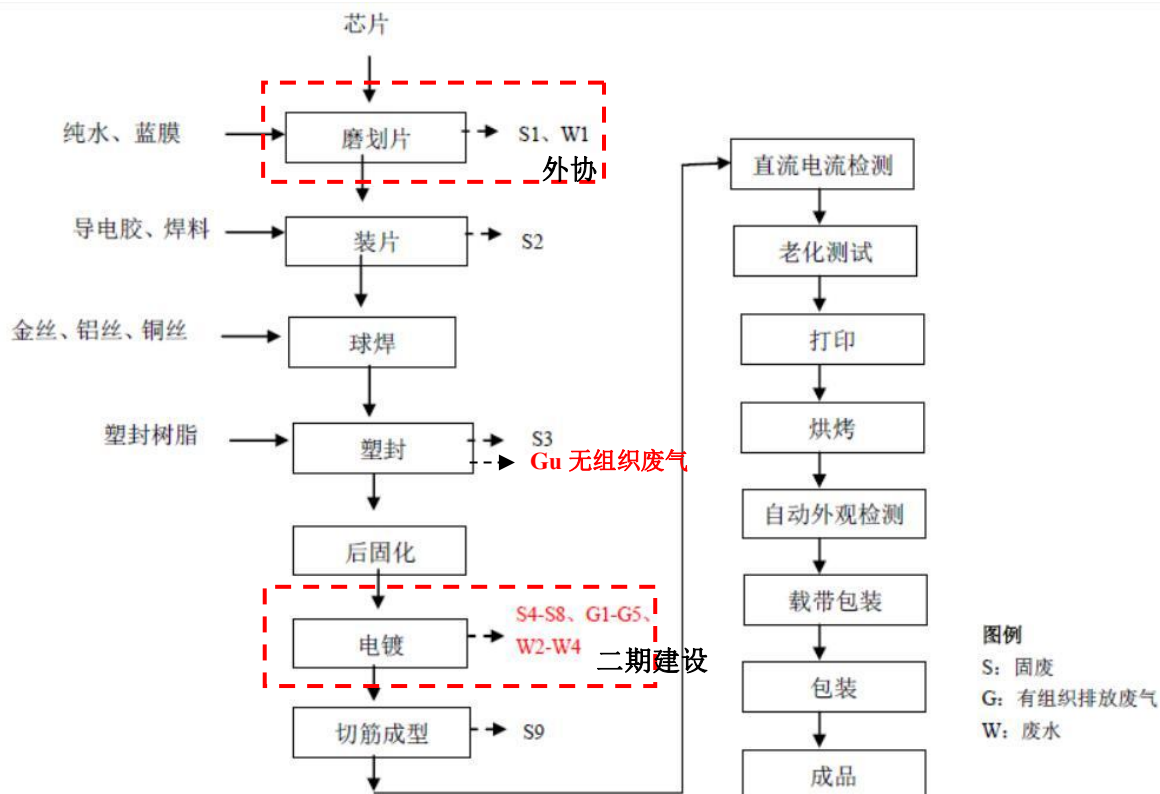 芯片
纯水、蓝膜
磨划片
S1、W1
外协
导电胶、焊料
装片
S2
金丝、铝丝、铜丝
球焊
塑封树脂
塑封
S3
Gu 无组织废气
后固化
电镀
S4-S8、G1-G5、
W2-W4
二期建设
切筋成型
S9
直流电流检测
老化测试
打印
烘烤
自动外观检测
载带包装
包装
成品
图例
S：固废
G：有组织排放废气
W：废水